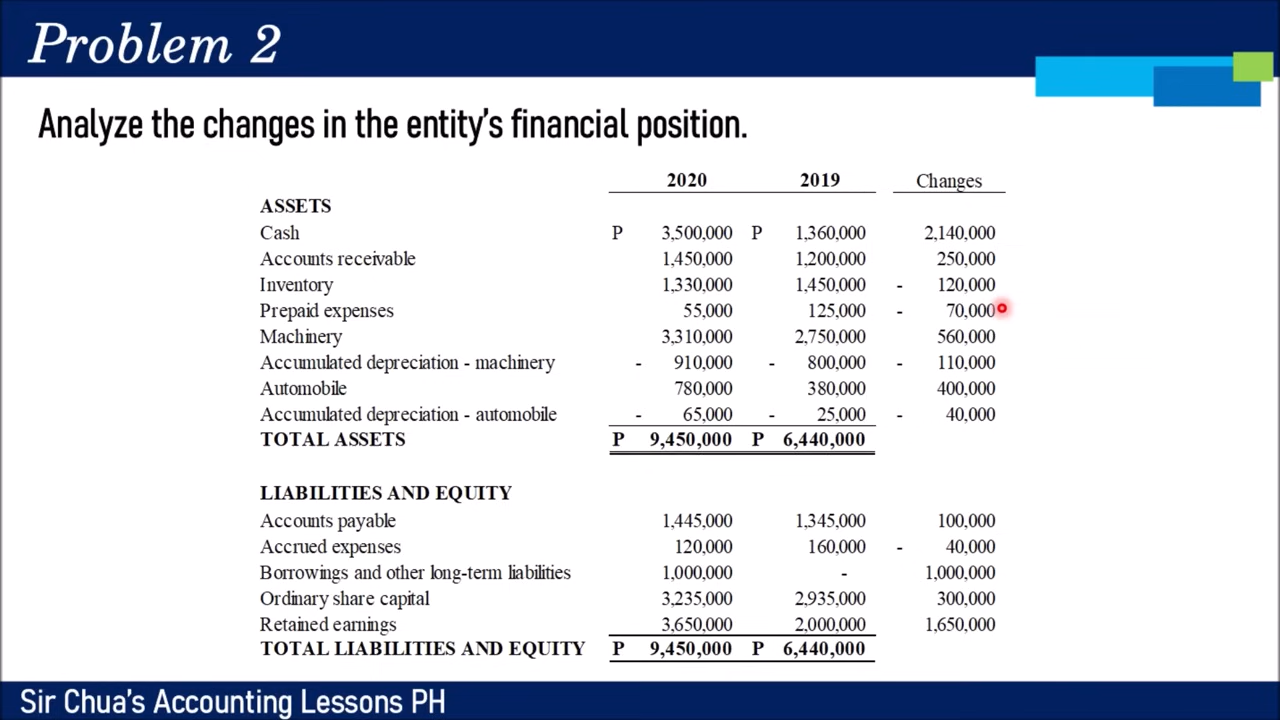 Problem 2
Analyze the changes in the entity's financial position.
2020 2019 Changes
ASSETS
Cash P 3,500,000 P 1,360,000 2,140,000
Accounts receivable 1,450,000 1,200,000 250,000
Inventory 1,330,000 1,450,000 - 120,000
Prepaid expenses 55,000 125,000 - 70,000
Machinery 3,310,000 2,750,000 560,000
Accumulated depreciation - machinery - 910,000 - 800,000 - 110,000
Automobile 780,000 380,000 400,000
Accumulated depreciation - automobile - 65,000 - 25,000 - 40,000
TOTAL ASSETS P 9,450,000 P 6,440,000
LIABILITIES AND EQUITY
Accounts payable 1,445,000 1,345,000 100,000
Accrued expenses 120,000 160,000 - 40,000
Borrowings and other long-term liabilities 1,000,000 - 1,000,000
Ordinary share capital 3,235,000 2,935,000 300,000
Retained earnings 3,650,000 2,000,000 1,650,000
TOTAL LIABILITIES AND EQUITY P 9,450,000 P 6,440,000
Sir Chua's Accounting Lessons PH